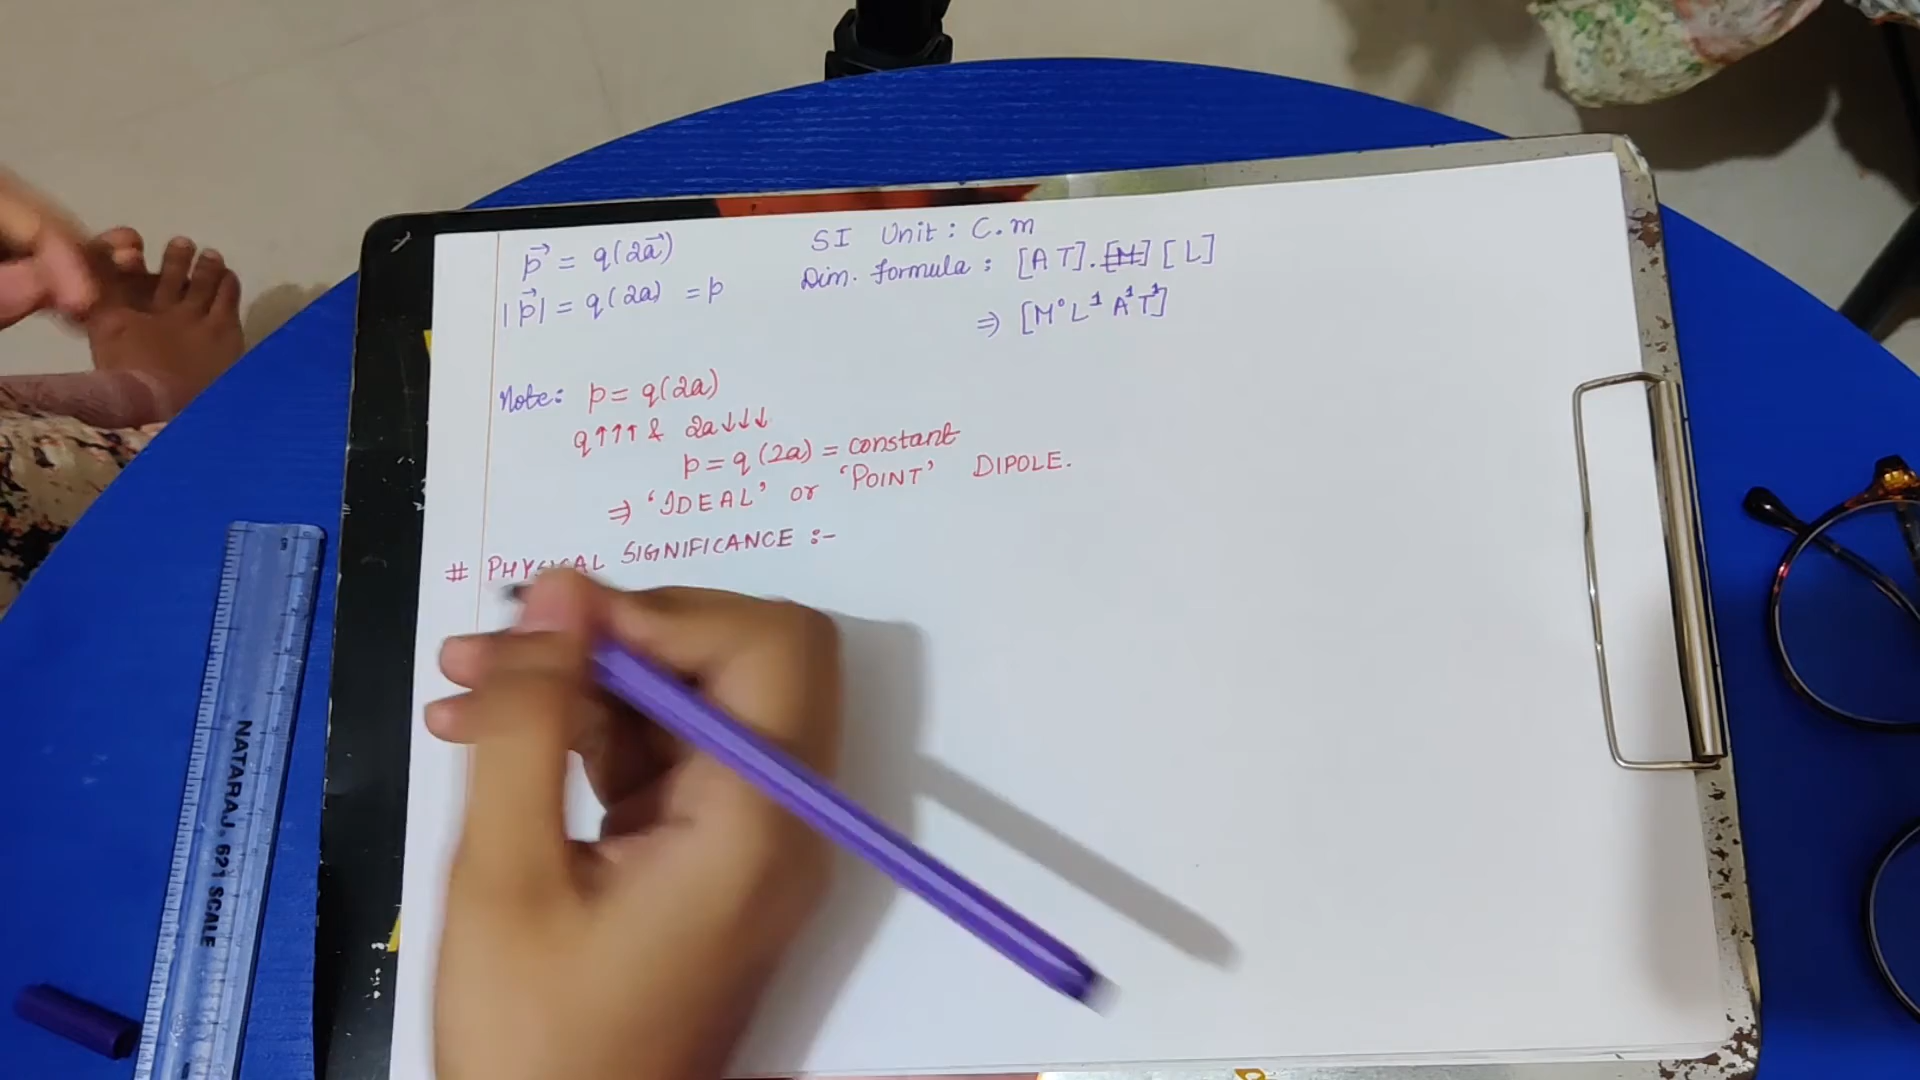 p⃗ = q(2a⃗)
|p⃗| = q(2a) = p
SI Unit : C.m
Dim. formula : [AT].[M] [L]
⇒ [M⁰L¹A¹T¹]
Note: p = q(2a)
q↑↑↑ & 2a↓↓↓
p = q(2a) = constant
⇒ 'IDEAL' or 'POINT' DIPOLE.
# PHYSICAL SIGNIFICANCE :-
NATARAJ. 621 SCALE